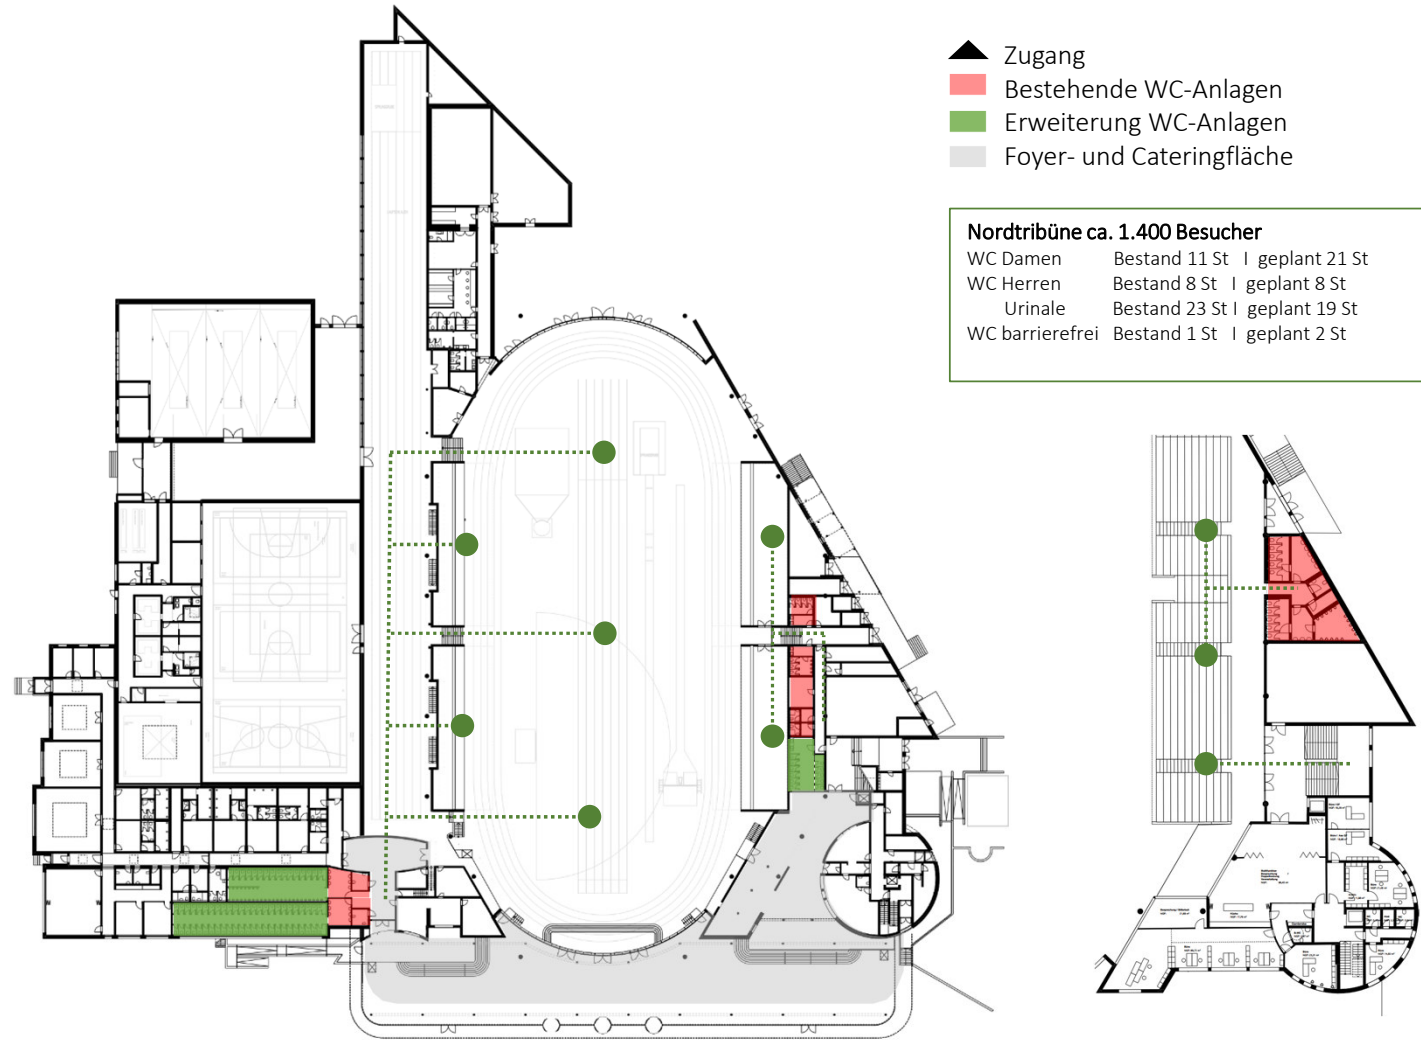 Zugang
Bestehende WC-Anlagen
Erweiterung WC-Anlagen
Foyer- und Cateringfläche
Nordtribüne ca. 1.400 Besucher
WC Damen Bestand 11 St I geplant 21 St
WC Herren Bestand 8 St I geplant 8 St
Urinale Bestand 23 St I geplant 19 St
WC barrierefrei Bestand 1 St I geplant 2 St